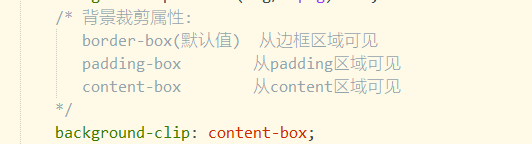 /* 背景裁剪属性:
border-box(默认值) 从边框区域可见
padding-box 从padding区域可见
content-box 从content区域可见
*/
background-clip: content-box;